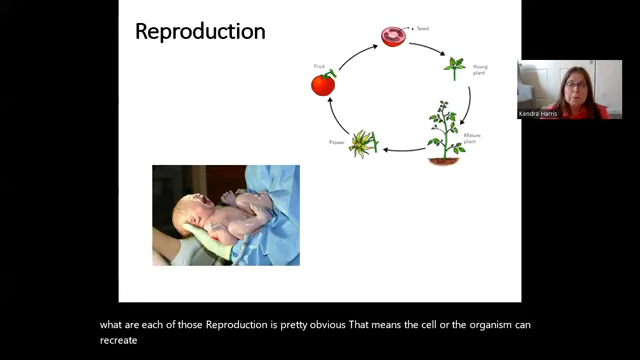 Reproduction
Seed
Fruit
Young
plant
Mature
plant
Flower
Kendra Harris
what are each of those Reproduction is pretty obvious That means the cell or the organism can
recreate